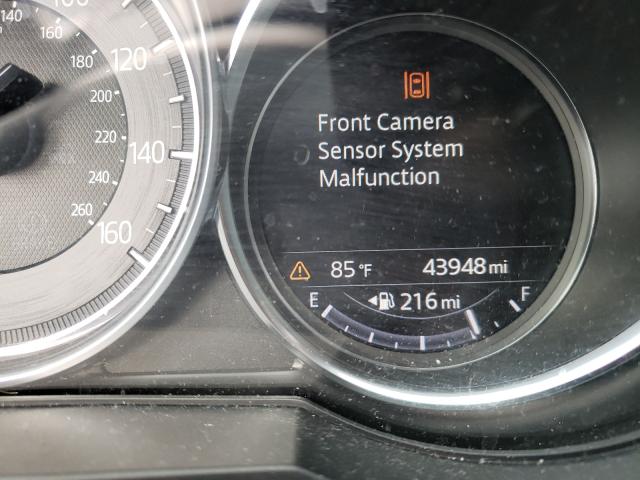 100
120
140
160
140
160
180
200
220
240
260
Front Camera
Sensor System
Malfunction
85°F 43948 mi
E 216 mi F